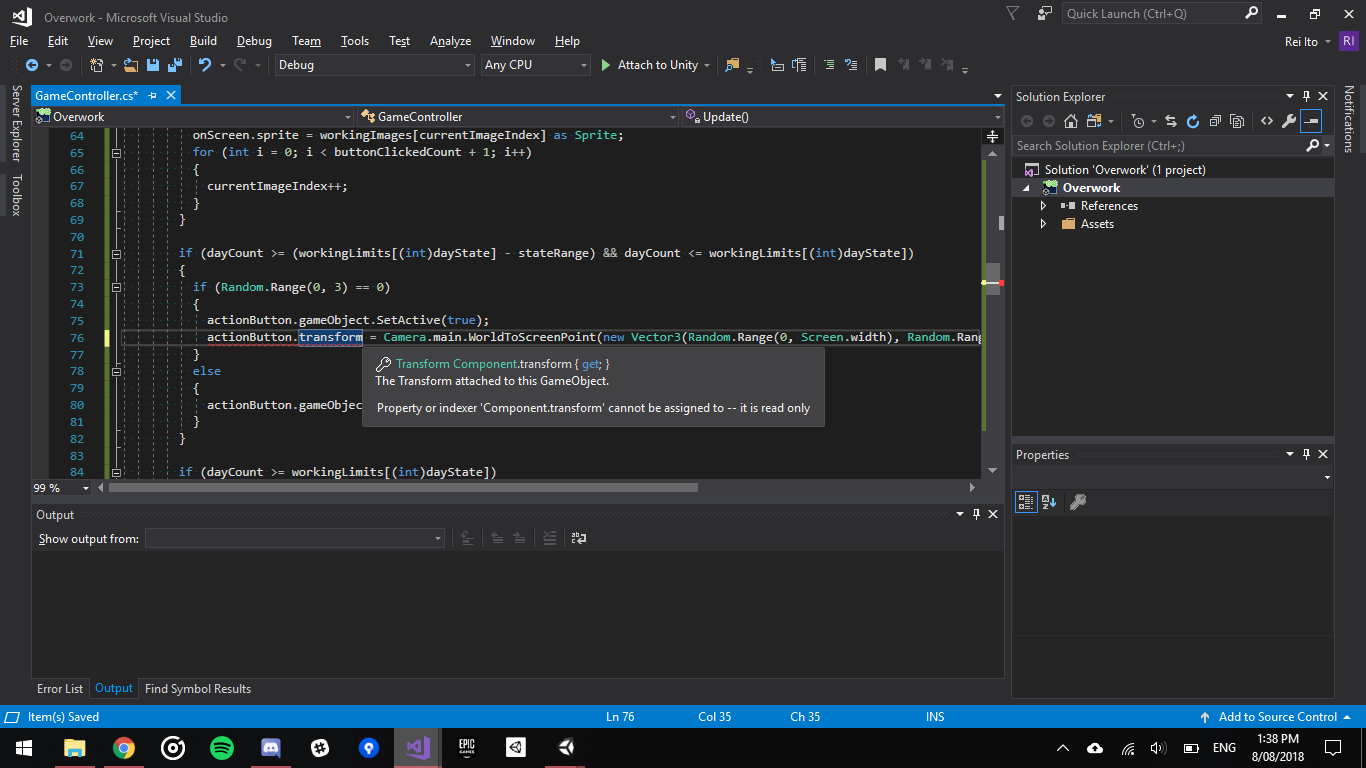 Overwork - Microsoft Visual Studio
Quick Launch (Ctrl+Q)
File Edit View Project Build Debug Team Tools Test Analyze Window Help
Rei Ito RI
Debug Any CPU Attach to Unity
Server Explorer
Toolbox
GameController.cs*
Overwork GameController Update()
64 onScreen.sprite = workingImages[currentImageIndex] as Sprite;
65 for (int i = 0; i < buttonClickedCount + 1; i++)
66 {
67 currentImageIndex++;
68 }
69 }
70
71 if (dayCount >= (workingLimits[(int)dayState] - stateRange) && dayCount <= workingLimits[(int)dayState])
72 {
73 if (Random.Range(0, 3) == 0)
74 {
75 actionButton.gameObject.SetActive(true);
76 actionButton.transform = Camera.main.WorldToScreenPoint(new Vector3(Random.Range(0, Screen.width), Random.Rang
77 }
78 else
79 {
80 actionButton.gameObjec
81 }
82 }
83
84 if (dayCount >= workingLimits[(int)dayState])
Transform Component.transform { get; }
The Transform attached to this GameObject.
Property or indexer 'Component.transform' cannot be assigned to -- it is read only
99 %
Output
Show output from:
Error List Output Find Symbol Results
Solution Explorer
Search Solution Explorer (Ctrl+;)
Solution 'Overwork' (1 project)
Overwork
References
Assets
Properties
Notifications
Item(s) Saved Ln 76 Col 35 Ch 35 INS Add to Source Control
EPIC GAMES
ENG
1:38 PM
8/08/2018